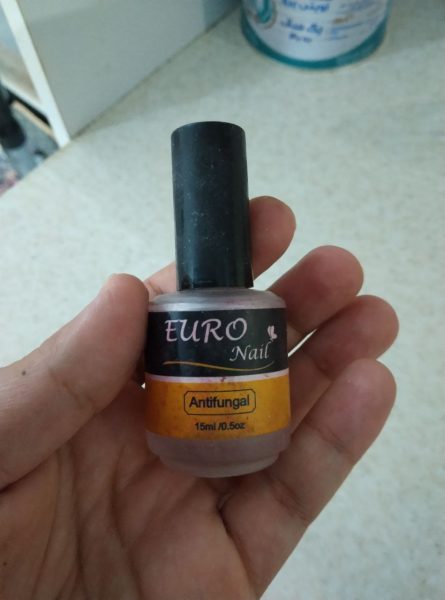 EURO
Nail
Antifungal
15ml /0.5oz